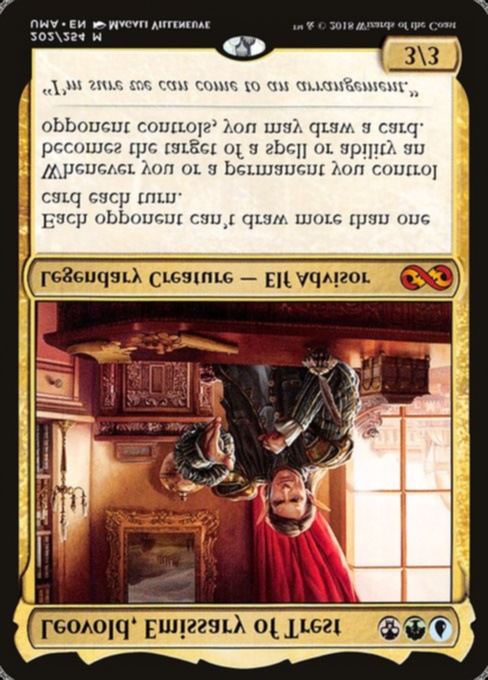 Leovold, Emissary of Trest
Legendary Creature — Elf Advisor
Each opponent can't draw more than one
card each turn.
Whenever you or a permanent you control
becomes the target of a spell or ability an
opponent controls, you may draw a card.
"I'm sure we can come to an arrangement."
3/3
202/254 M
UMA • EN Magali Villeneuve
™ & © 2018 Wizards of the Coast